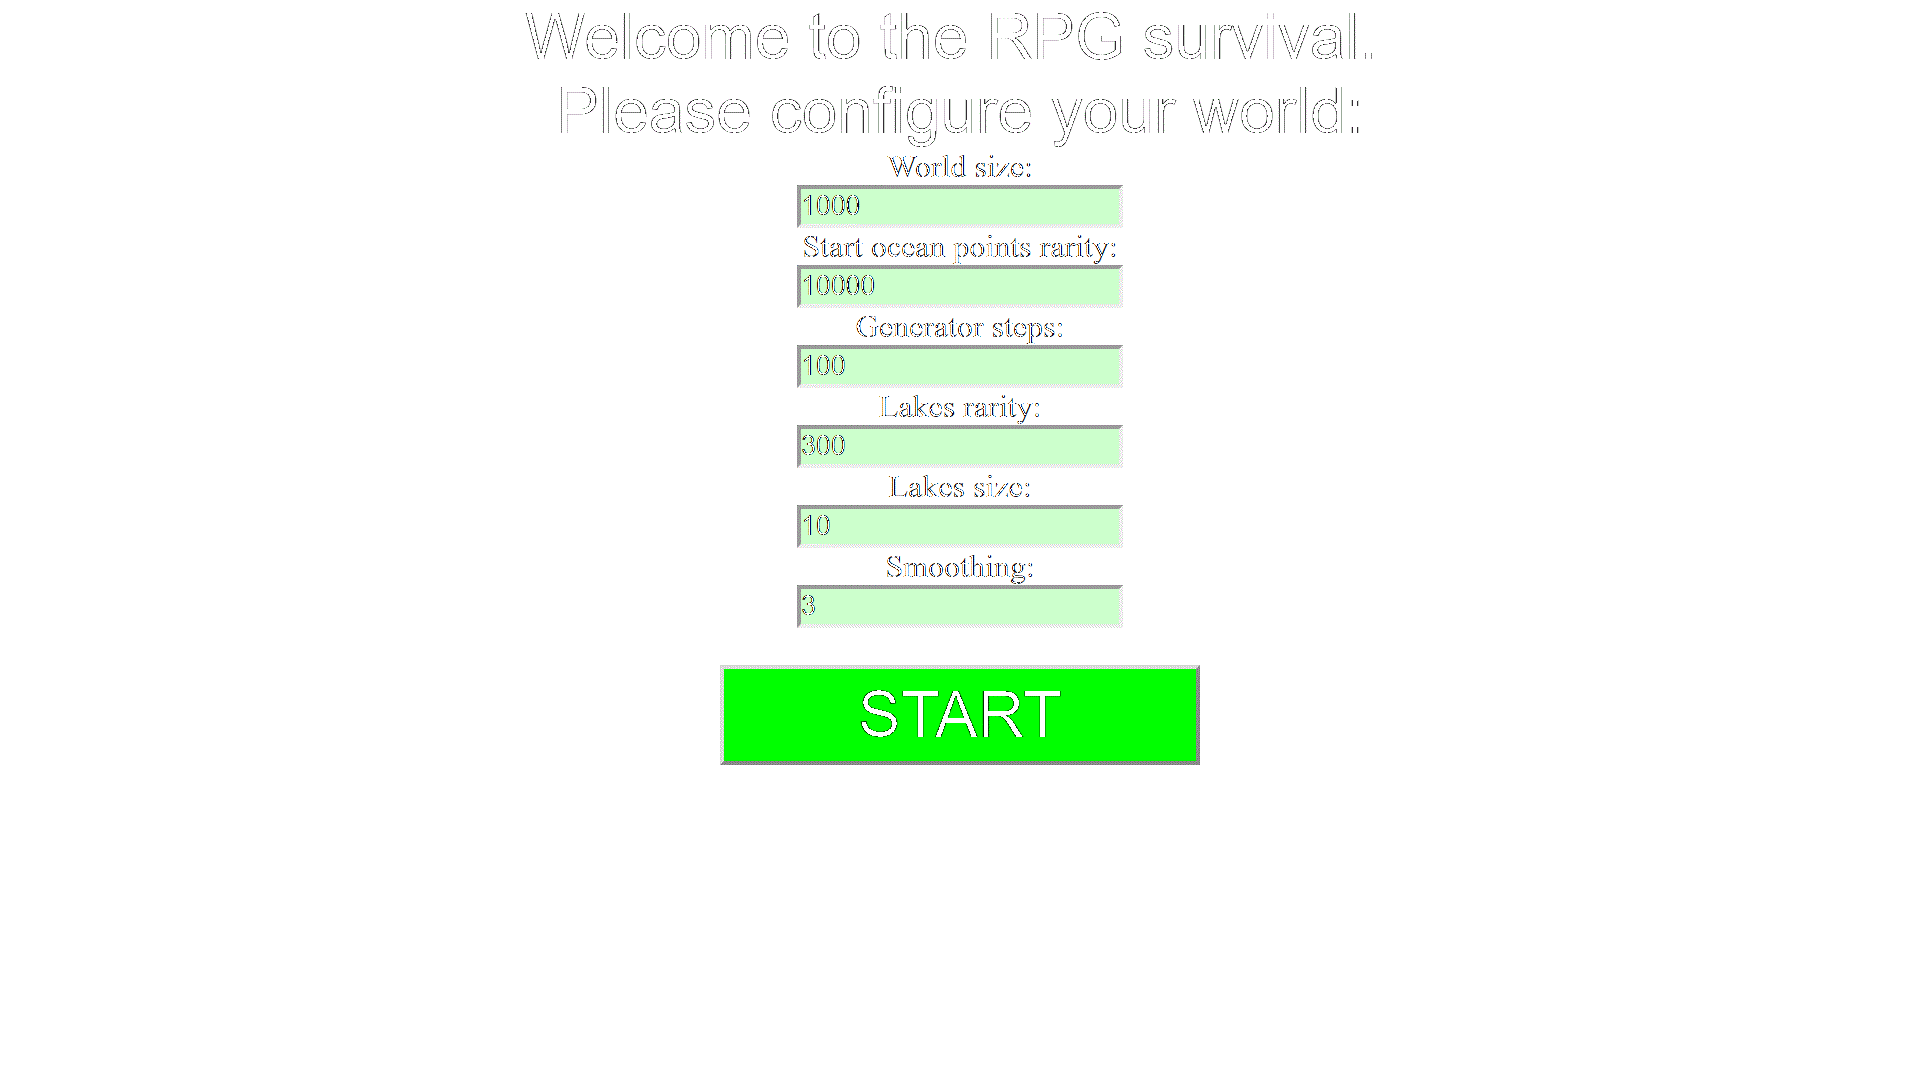 Welcome to the RPG survival.
Please configure your world:
World size:
1000
Start ocean points rarity:
10000
Generator steps:
100
Lakes rarity:
300
Lakes size:
10
Smoothing:
3
START